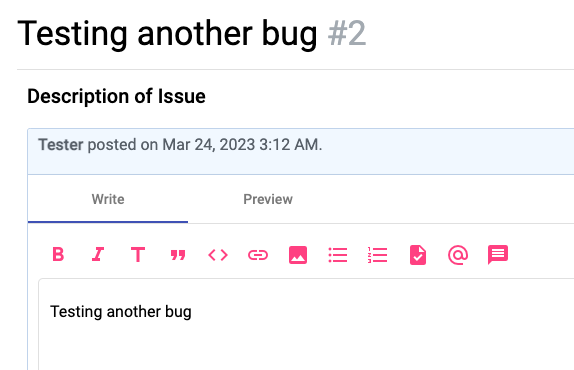 Testing another bug #2
Description of Issue
Tester posted on Mar 24, 2023 3:12 AM.
Write Preview
Testing another bug